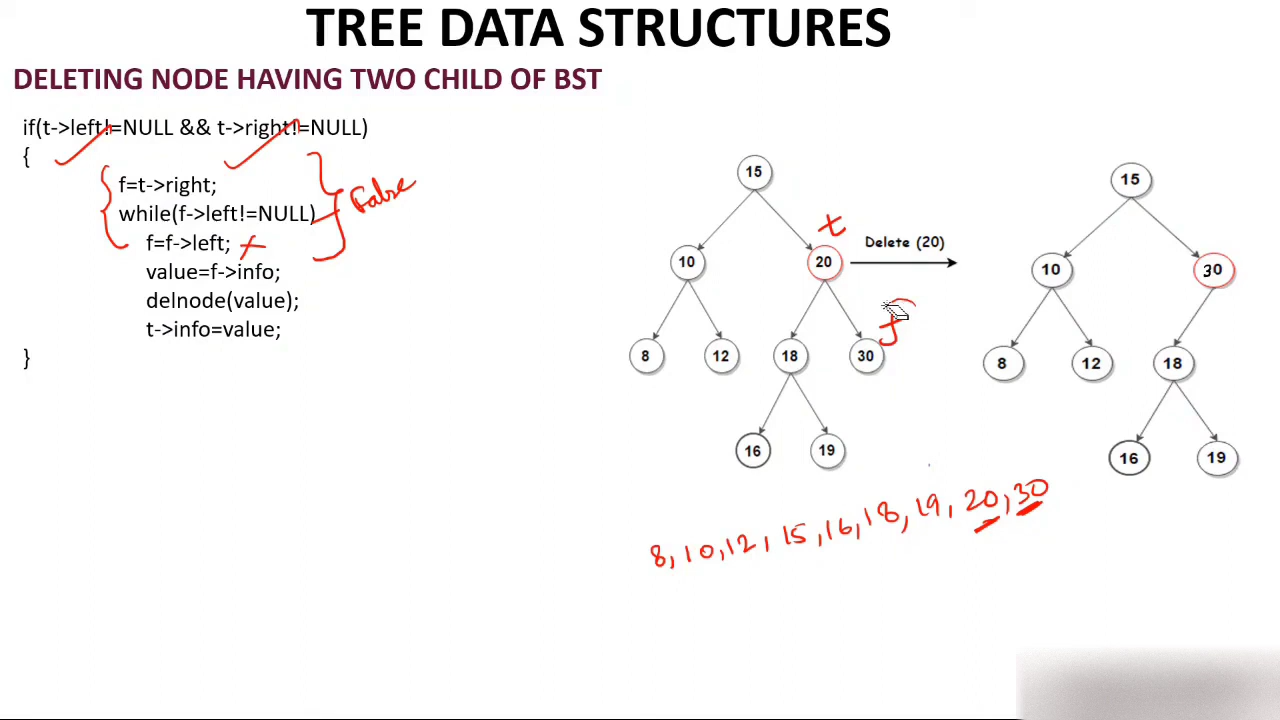 TREE DATA STRUCTURES
DELETING NODE HAVING TWO CHILD OF BST
if(t->left!=NULL && t->right!=NULL)
{
f=t->right;
while(f->left!=NULL)
f=f->left;
value=f->info;
delnode(value);
t->info=value;
}
False
15
t
10
20
Delete (20)
f
8
12
18
30
16
19
15
10
30
8
12
18
16
19
8, 10, 12, 15, 16, 18, 19, 20, 30